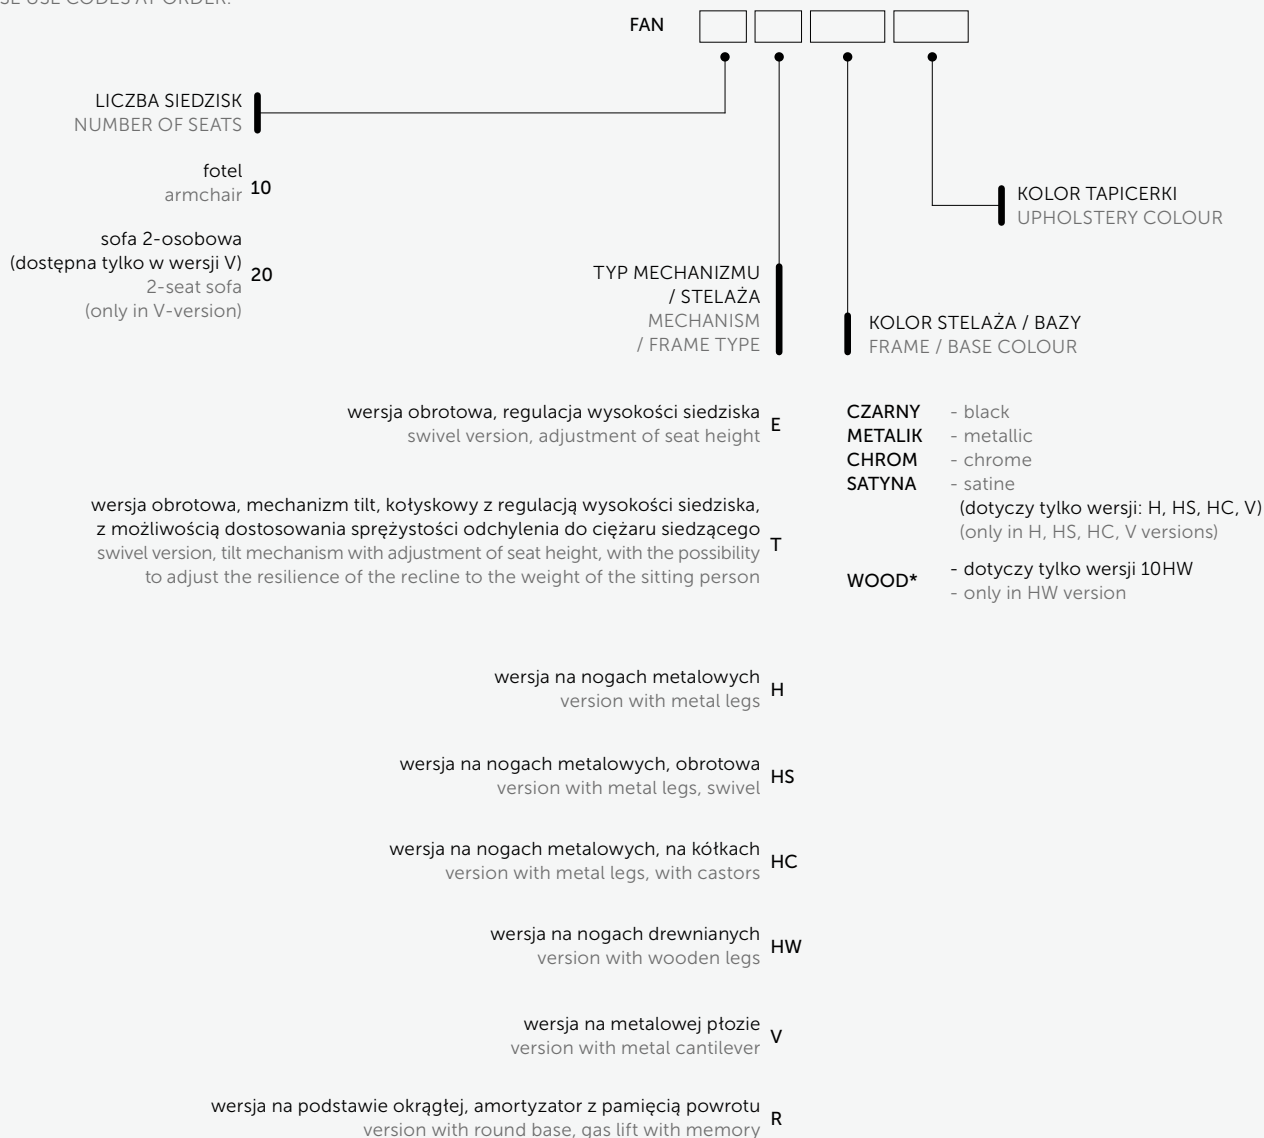 FAN
LICZBA SIEDZISK
NUMBER OF SEATS
fotel
armchair
10
sofa 2-osobowa
(dostępna tylko w wersji V)
2-seat sofa
(only in V-version)
20
KOLOR TAPICERKI
UPHOLSTERY COLOUR
TYP MECHANIZMU
/ STELAŻA
MECHANISM
/ FRAME TYPE
KOLOR STELAŻA / BAZY
FRAME / BASE COLOUR
wersja obrotowa, regulacja wysokości siedziska
swivel version, adjustment of seat height
E
wersja obrotowa, mechanizm tilt, kołyskowy z regulacją wysokości siedziska,
z możliwością dostosowania sprężystości odchylenia do ciężaru siedzącego
swivel version, tilt mechanism with adjustment of seat height, with the possibility
to adjust the resilience of the recline to the weight of the sitting person
T
CZARNY - black
METALIK - metallic
CHROM - chrome
SATYNA - satine
(dotyczy tylko wersji: H, HS, HC, V)
(only in H, HS, HC, V versions)
WOOD*
- dotyczy tylko wersji 10HW
- only in HW version
wersja na nogach metalowych
version with metal legs
H
wersja na nogach metalowych, obrotowa
version with metal legs, swivel
HS
wersja na nogach metalowych, na kółkach
version with metal legs, with castors
HC
wersja na nogach drewnianych
version with wooden legs
HW
wersja na metalowej płozie
version with metal cantilever
V
wersja na podstawie okrągłej, amortyzator z pamięcią powrotu
version with round base, gas lift with memory
R